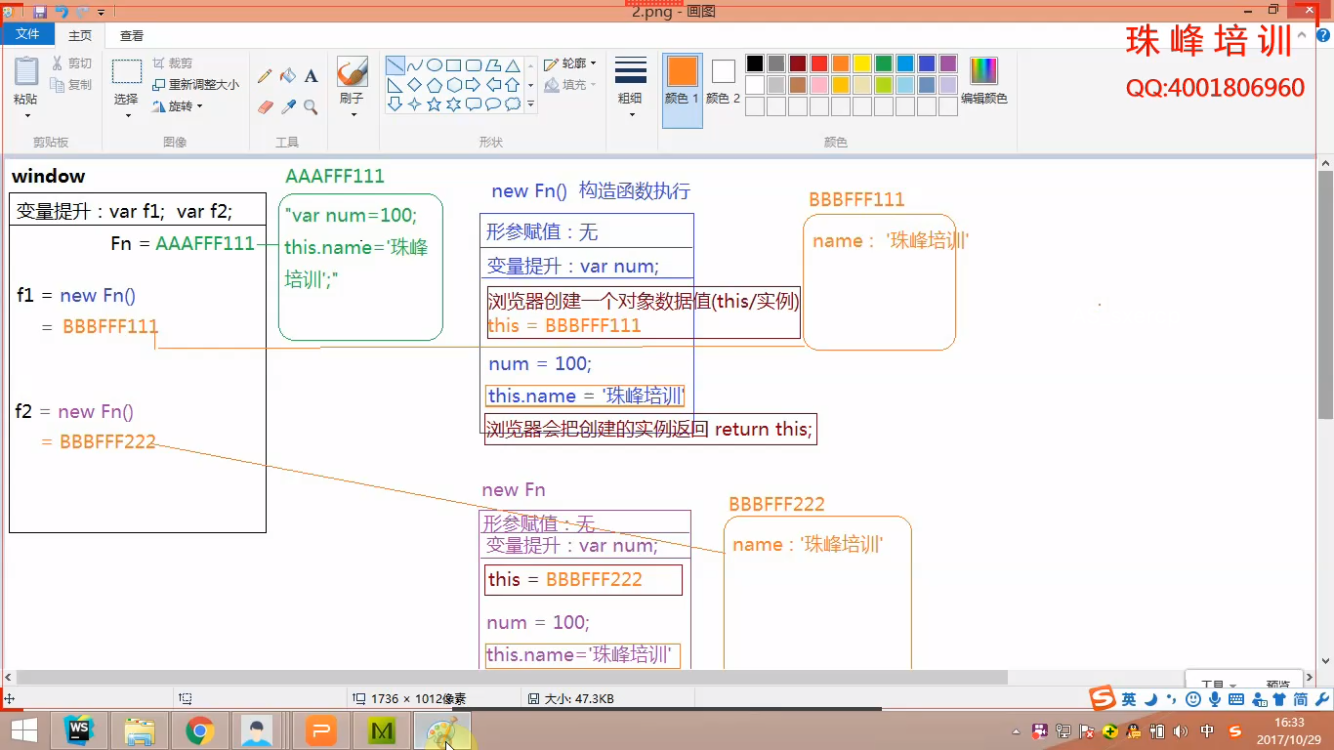 2.png - 画图
文件 主页 查看
珠 峰 培 训
QQ:4001806960
粘贴 剪切 复制
选择 裁剪 重新调整大小 旋转
刷子
轮廓 填充
粗细
颜色 1 颜色 2 编辑颜色
剪贴板 图像 工具 形状 颜色
window
变量提升：var f1; var f2;
Fn = AAAFFF111
f1 = new Fn()
= BBBFFF111
f2 = new Fn()
= BBBFFF222
AAAFFF111
"var num=100;
this.name='珠峰
培训';"
new Fn() 构造函数执行
形参赋值：无
变量提升：var num;
浏览器创建一个对象数据值(this/实例)
this = BBBFFF111
num = 100;
this.name = '珠峰培训'
浏览器会把创建的实例返回 return this;
BBBFFF111
name： '珠峰培训'
new Fn
形参赋值：无
变量提升：var num;
this = BBBFFF222
num = 100;
this.name='珠峰培训'
BBBFFF222
name：'珠峰培训'
1736 × 1012像素
大小: 47.3KB
英
简
WS
中
16:33
2017/10/29